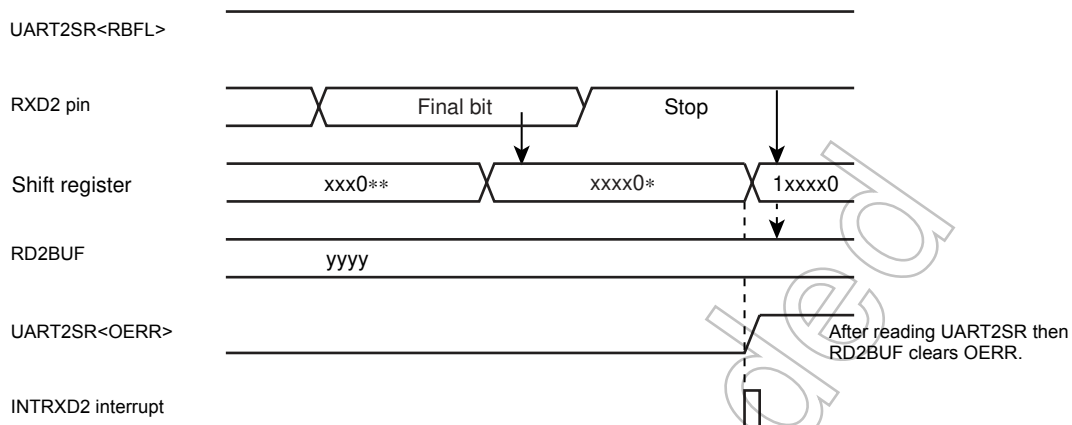 UART2SR<RBFL>
RXD2 pin
Final bit
Stop
Shift register
xxx0**
xxxx0*
1xxxx0
RD2BUF
yyyy
UART2SR<OERR>
After reading UART2SR then
RD2BUF clears OERR.
INTRXD2 interrupt
ded